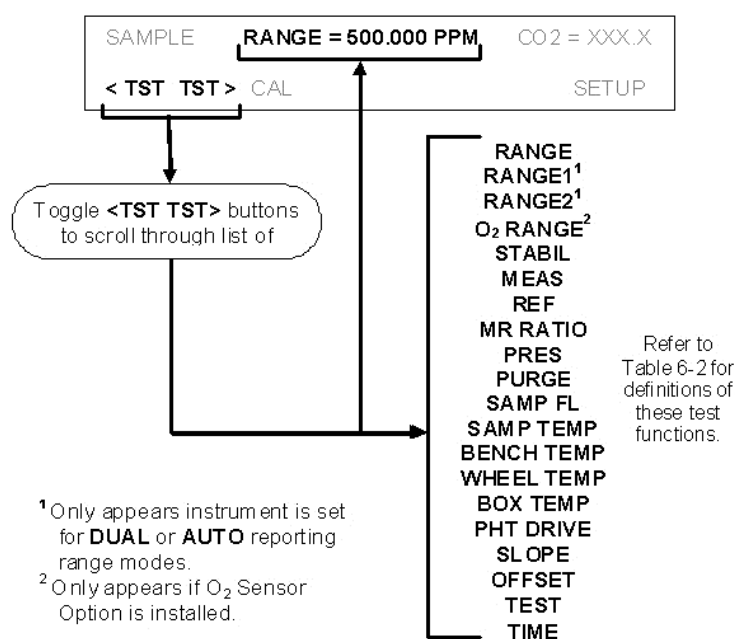 SAMPLE RANGE = 500.000 PPM CO2 = XXX.X
< TST TST > CAL SETUP
Toggle <TST TST> buttons
to scroll through list of
RANGE
RANGE1¹
RANGE2¹
O₂ RANGE²
STABIL
MEAS
REF
MR RATIO
PRES
PURGE
SAMP FL
SAMP TEMP
BENCH TEMP
WHEEL TEMP
BOX TEMP
PHT DRIVE
SLOPE
OFFSET
TEST
TIME
Refer to
Table 6-2 for
definitions of
these test
functions.
¹ Only appears instrument is set
for DUAL or AUTO reporting
range modes.
² Only appears if O₂ Sensor
Option is installed.